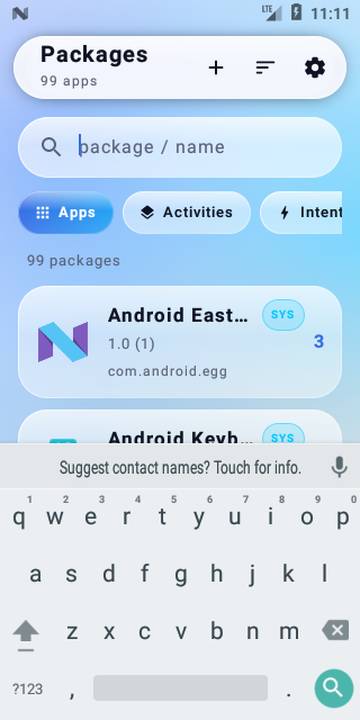 LTE 11:11
Packages
99 apps
package / name
Apps
Activities
Intent
99 packages
Android East…
SYS
1.0 (1)
3
com.android.egg
Android Keyb…
SYS
Suggest contact names? Touch for info.
1 2 3 4 5 6 7 8 9 0
q w e r t y u i o p
a s d f g h j k l
z x c v b n m
?123 , .